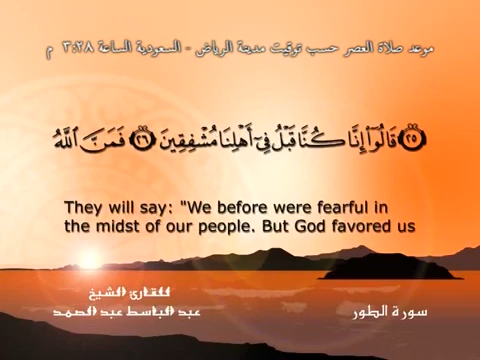 موعد صلاة العصر حسب توقيت مدينة الرياض - السعودية الساعة ٣:٢٨ م
﴿٢٥﴾ قَالُوٓا۟ إِنَّا كُنَّا قَبْلُ فِىٓ أَهْلِنَا مُشْفِقِينَ ﴿٢٦﴾ فَمَنَّ ٱللَّهُ
They will say: "We before were fearful in
the midst of our people. But God favored us
للقارئ الشيخ
عبد الباسط عبد الصمد
سورة الطور